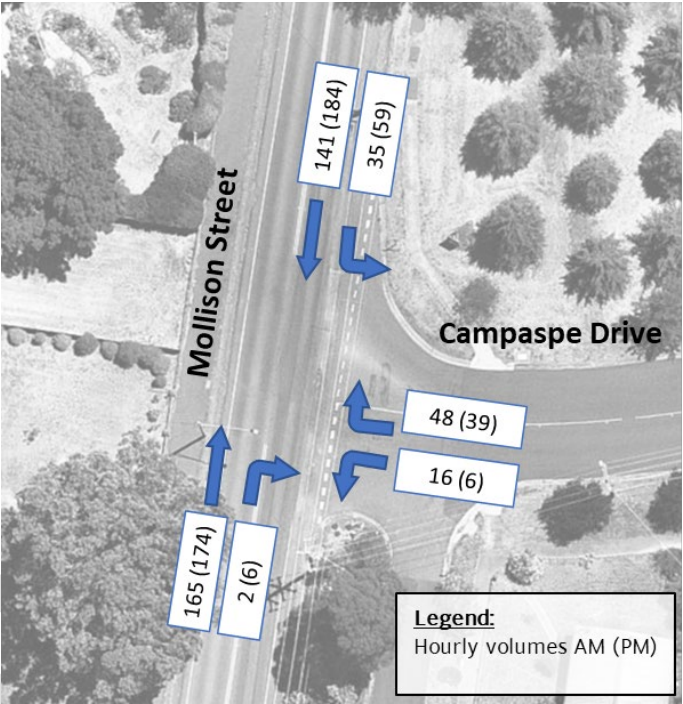 141 (184)
35 (59)
Mollison Street
Campaspe Drive
48 (39)
16 (6)
165 (174)
2 (6)
Legend:
Hourly volumes AM (PM)